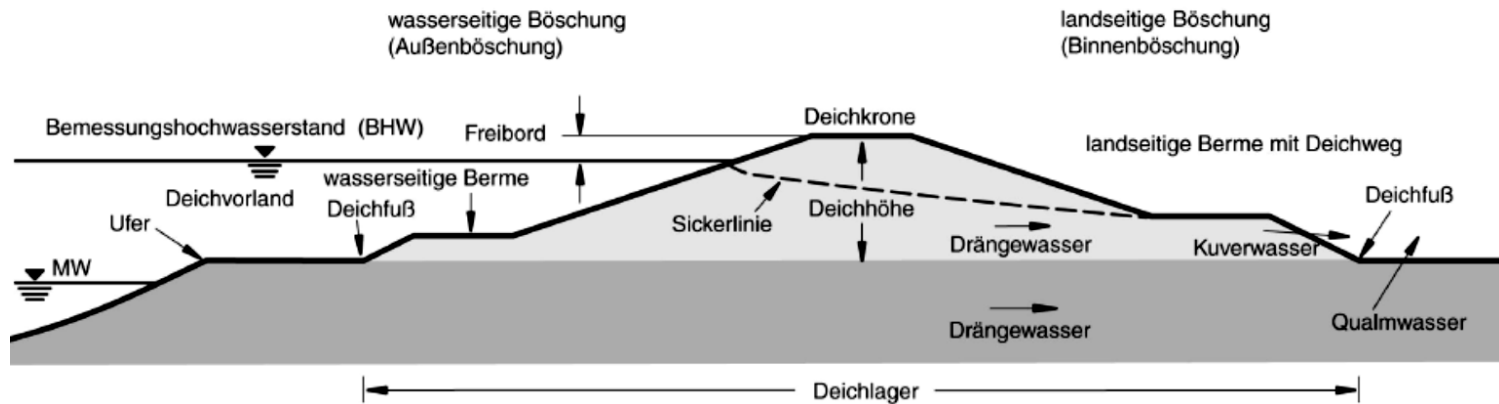 wasserseitige Böschung
(Außenböschung)
landseitige Böschung
(Binnenböschung)
Bemessungshochwasserstand (BHW)
Freibord
Deichkrone
landseitige Berme mit Deichweg
wasserseitige Berme
Deichvorland
Deichfuß
Deichfuß
Ufer
Sickerlinie
Deichhöhe
Drängewasser
Kuverwasser
MW
Drängewasser
Qualmwasser
Deichlager